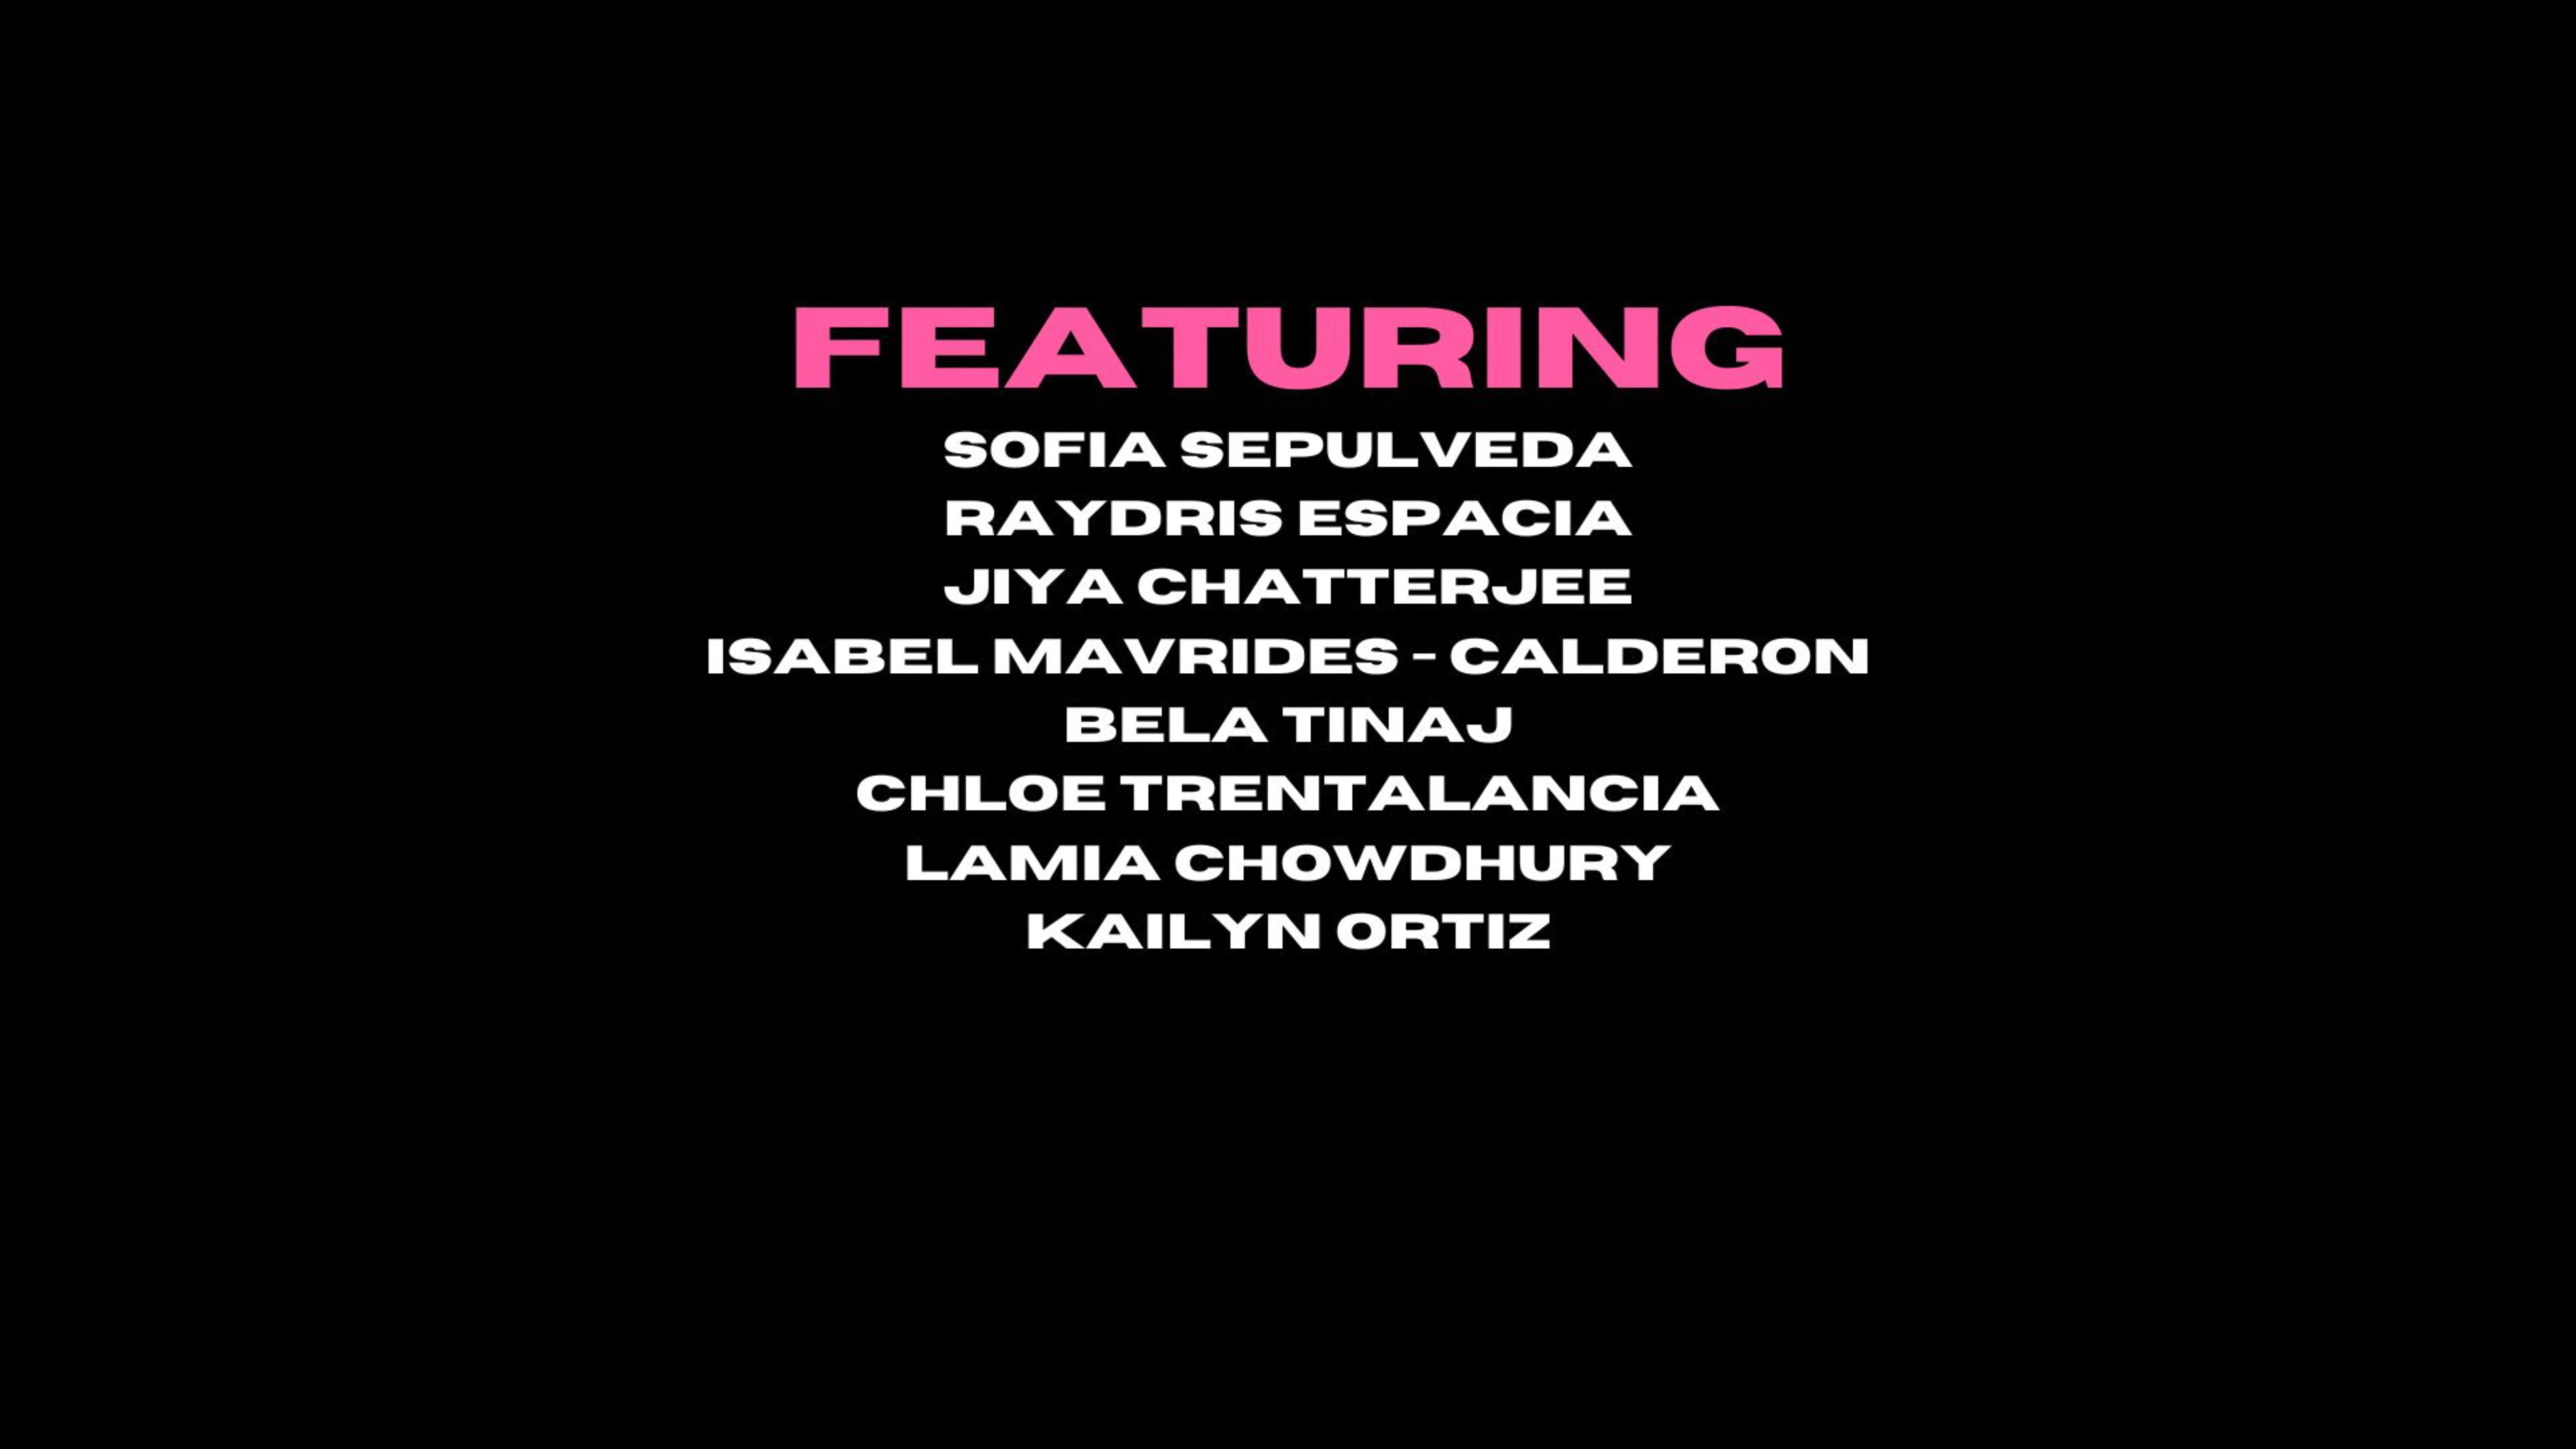 FEATURING
SOFIA SEPULVEDA
RAYDRIS ESPACIA
JIYA CHATTERJEE
ISABEL MAVRIDES - CALDERON
BELA TINAJ
CHLOE TRENTALANCIA
LAMIA CHOWDHURY
KAILYN ORTIZ